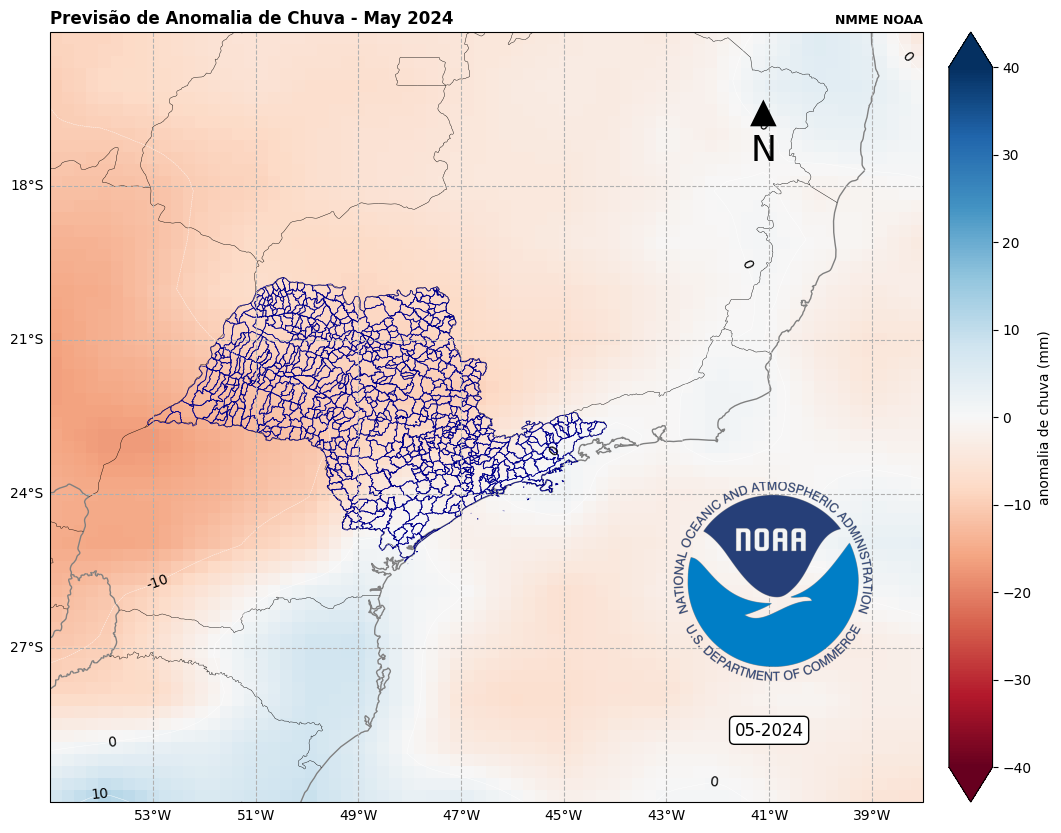 Previsão de Anomalia de Chuva - May 2024
NMME NOAA
0
N
0
-10
0
10
0
18°S
21°S
24°S
27°S
53°W
51°W
49°W
47°W
45°W
43°W
41°W
39°W
NATIONAL OCEANIC AND ATMOSPHERIC ADMINISTRATION
NOAA
U.S. DEPARTMENT OF COMMERCE
05-2024
40
30
20
10
0
−10
−20
−30
−40
anomalia de chuva (mm)